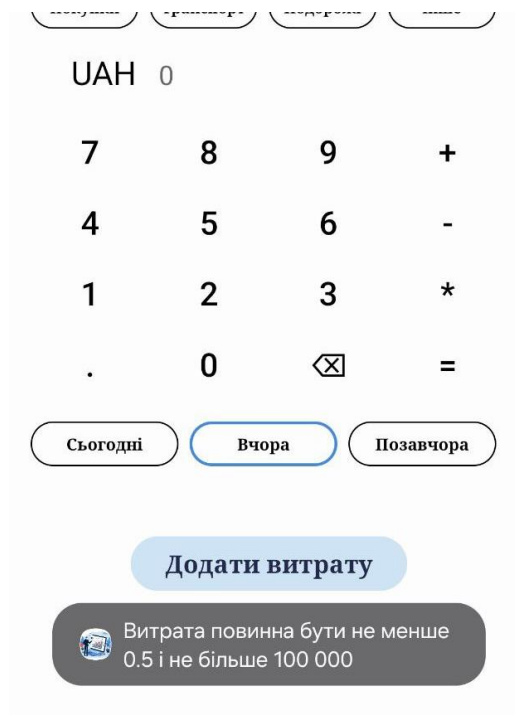 UAH 0
7 8 9 +
4 5 6 -
1 2 3 *
. 0 =
Сьогодні Вчора Позавчора
Додати витрату
Витрата повинна бути не менше
0.5 і не більше 100 000